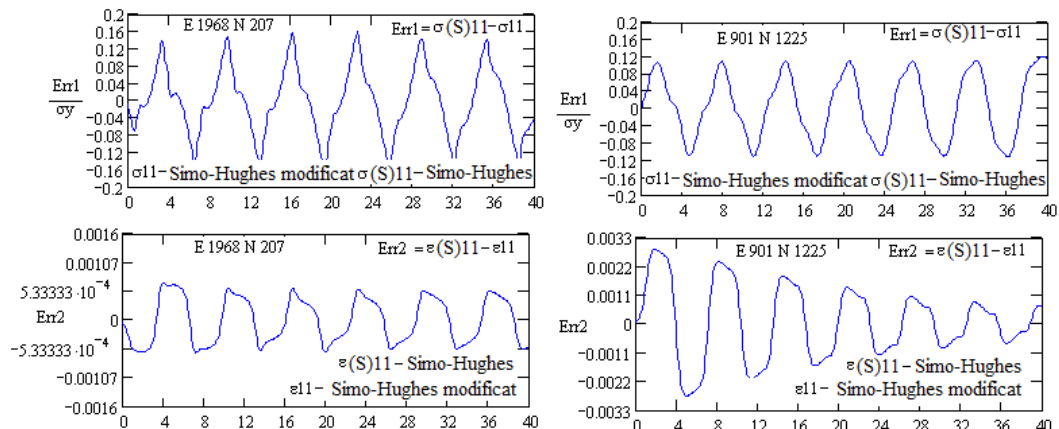 0.2
0.16
0.12
0.08
0.04
0
−0.04
−0.08
−0.12
−0.16
−0.2
Err1
σy
E 1968 N 207
Err1 = σ(S)11−σ11
σ11− Simo-Hughes modificat σ(S)11− Simo-Hughes
0 4 8 12 16 20 24 28 32 36 40
0.2
0.16
0.12
0.08
0.04
0
−0.04
−0.08
−0.12
−0.16
−0.2
Err1
σy
E 901 N 1225
Err1 = σ(S)11−σ11
σ11− Simo-Hughes modificat σ(S)11− Simo-Hughes
0 4 8 12 16 20 24 28 32 36 40
0.0016
0.00107
5.33333·10⁻⁴
0
−5.33333·10⁻⁴
−0.00107
−0.0016
Err2
E 1968 N 207
Err2 = ε(S)11−ε11
ε(S)11− Simo-Hughes
ε11− Simo-Hughes modificat
0 4 8 12 16 20 24 28 32 36 40
0.0033
0.0022
0.0011
0
−0.0011
−0.0022
−0.0033
Err2
E 901 N 1225
Err2 = ε(S)11−ε11
ε(S)11− Simo-Hughes
ε11− Simo-Hughes modificat
0 4 8 12 16 20 24 28 32 36 40